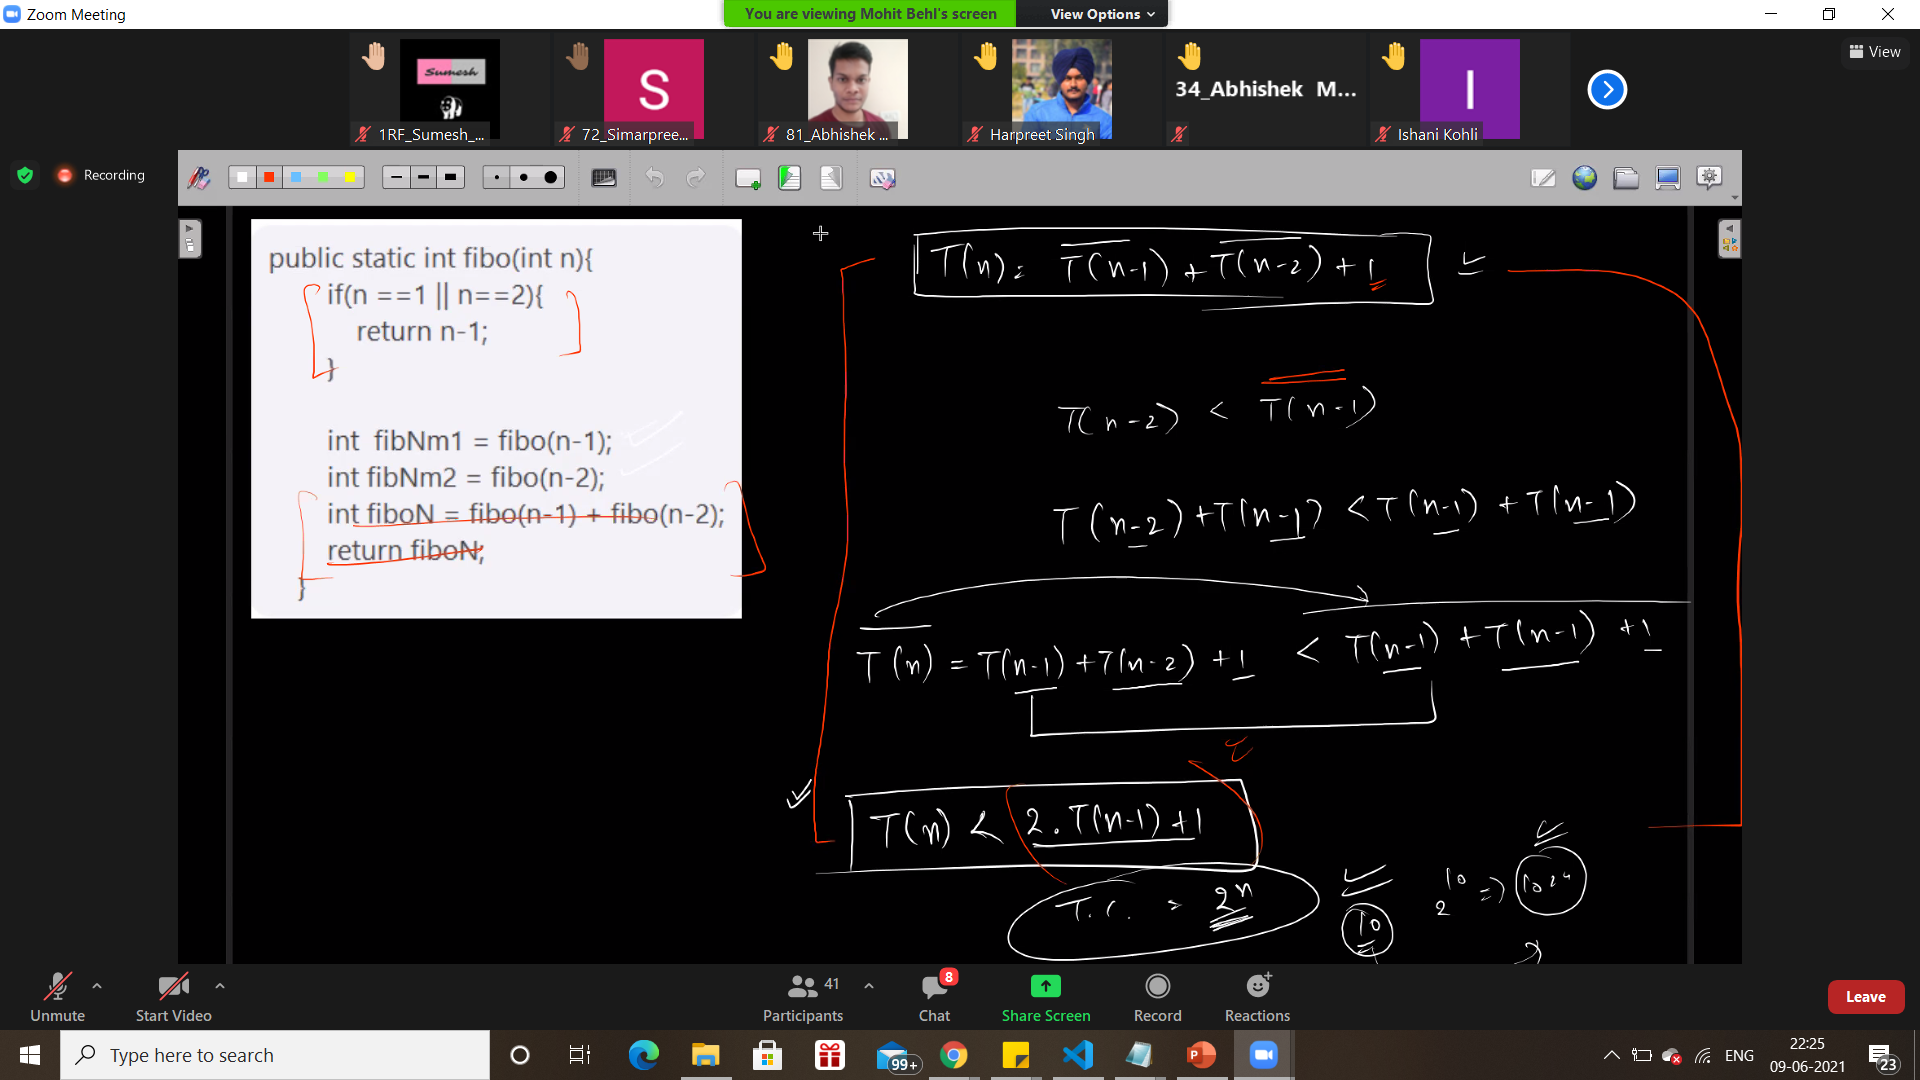 Zoom Meeting
You are viewing Mohit Behl's screen
View Options
View
1RF_Sumesh_...
Sumesh
S
72_Simarpree...
81_Abhishek ...
Harpreet Singh
34_Abhishek M...
I
Ishani Kohli
Recording
public static int fibo(int n){
if(n ==1 || n==2){
return n-1;
}
int fibNm1 = fibo(n-1);
int fibNm2 = fibo(n-2);
int fiboN = fibo(n-1) + fibo(n-2);
return fiboN;
}
T(n) = T(n-1) + T(n-2) + 1
T(n-2) < T(n-1)
T(n-2) + T(n-1) < T(n-1) + T(n-1)
T(n) = T(n-1) + T(n-2) + 1 < T(n-1) + T(n-1) + 1
T(n) < 2. T(n-1) + 1
T.C. = 2^n
10
2^10 => 1024
Unmute
Start Video
Participants
41
Chat
8
Share Screen
Record
Reactions
Leave
Type here to search
99+
ENG
22:25
09-06-2021
23